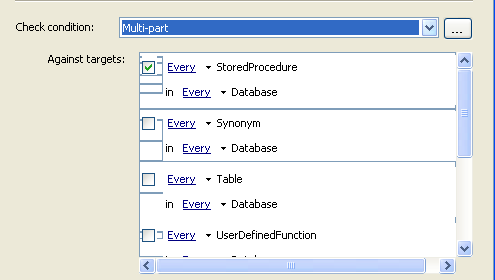 Check condition: Multi-part ...
Against targets: Every StoredProcedure
in Every Database
Every Synonym
in Every Database
Every Table
in Every Database
Every UserDefinedFunction